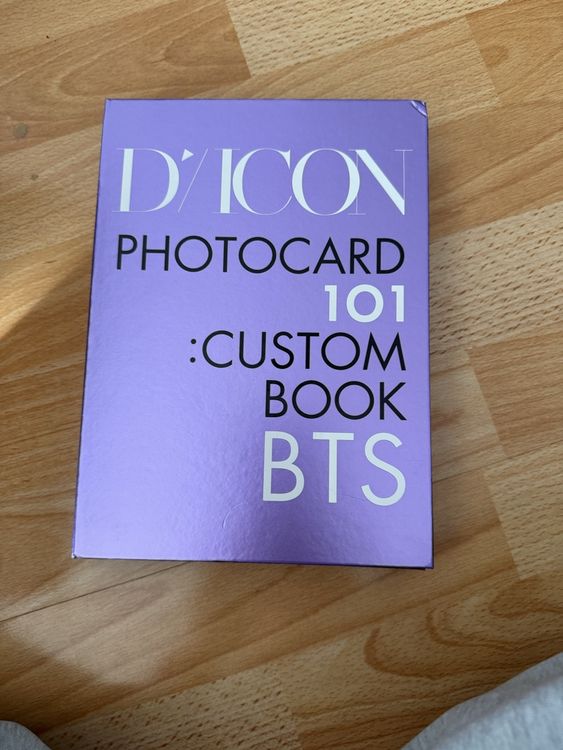 D'/ICON
PHOTOCARD
101
:CUSTOM
BOOK
BTS